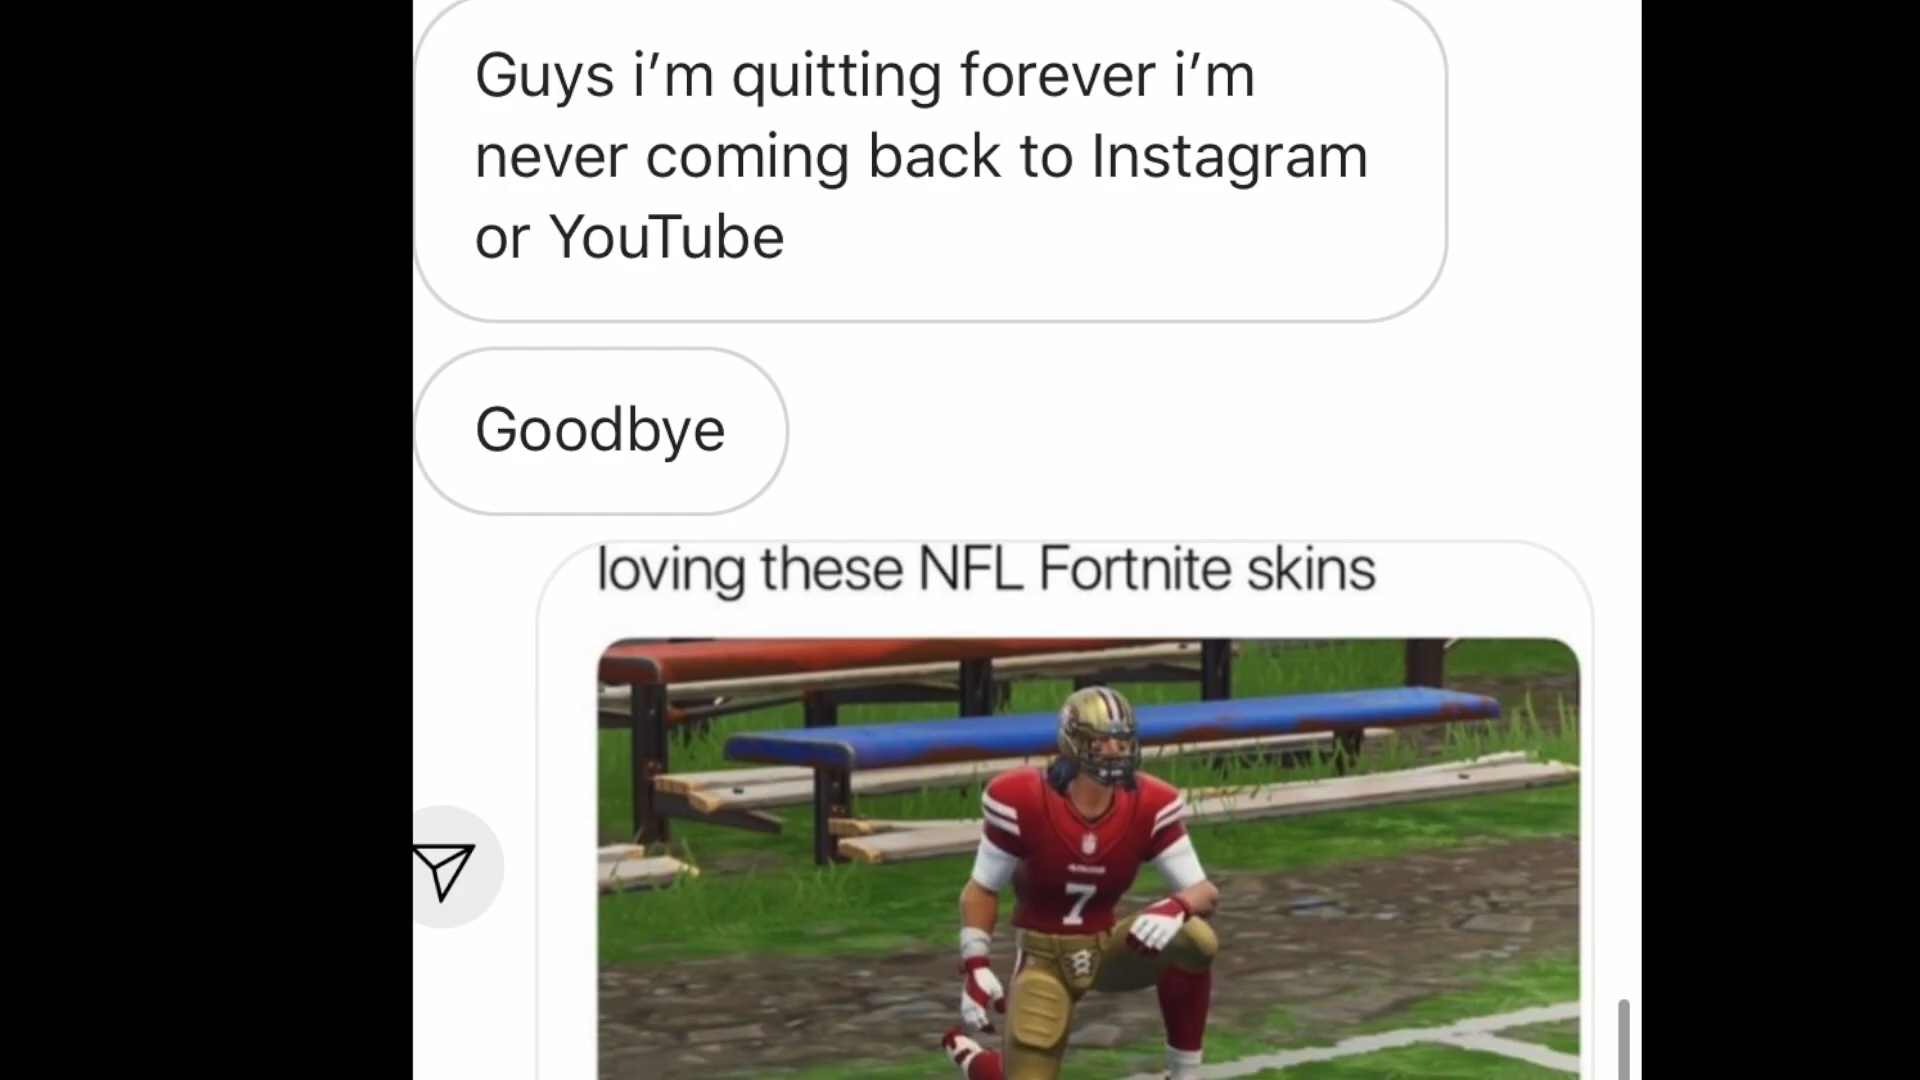 Guys i’m quitting forever i’m
never coming back to Instagram
or YouTube
Goodbye
loving these NFL Fortnite skins
7